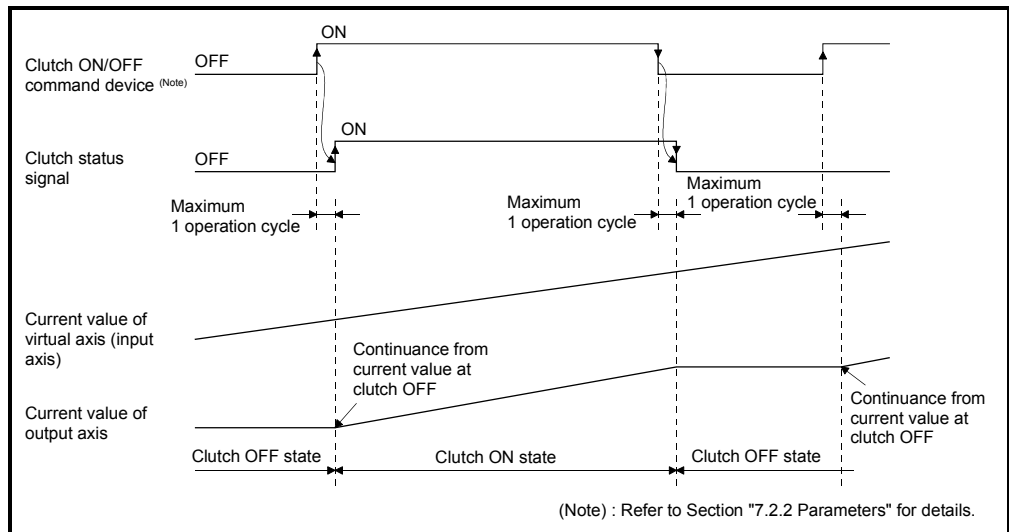 ON
Clutch ON/OFF
command device (Note)
OFF
ON
Clutch status
signal
OFF
Maximum
1 operation cycle
Maximum
1 operation cycle
Maximum
1 operation cycle
Current value of
virtual axis (input
axis)
Continuance from
current value at
clutch OFF
Continuance from
current value at
clutch OFF
Current value of
output axis
Clutch OFF state
Clutch ON state
Clutch OFF state
(Note) : Refer to Section "7.2.2 Parameters" for details.